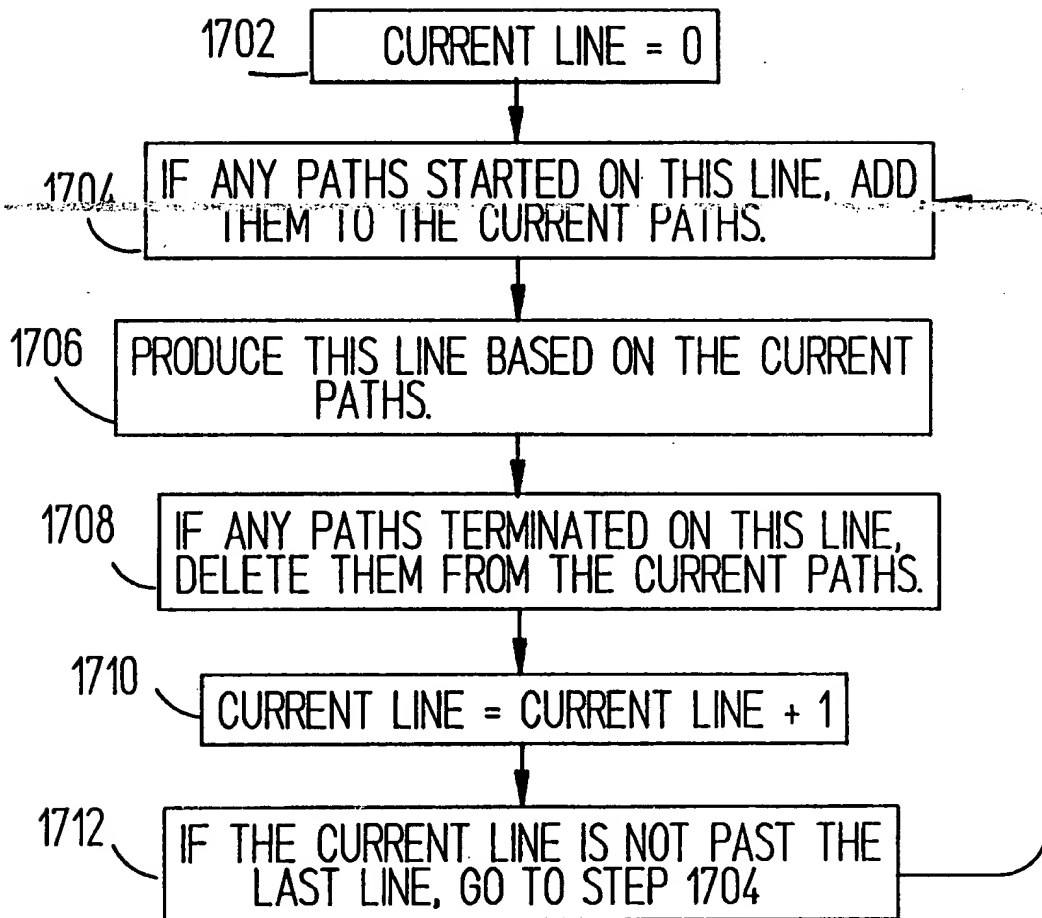 1702
CURRENT LINE = 0
1704
IF ANY PATHS STARTED ON THIS LINE, ADD
THEM TO THE CURRENT PATHS.
1706
PRODUCE THIS LINE BASED ON THE CURRENT
PATHS.
1708
IF ANY PATHS TERMINATED ON THIS LINE,
DELETE THEM FROM THE CURRENT PATHS.
1710
CURRENT LINE = CURRENT LINE + 1
1712
IF THE CURRENT LINE IS NOT PAST THE
LAST LINE, GO TO STEP 1704